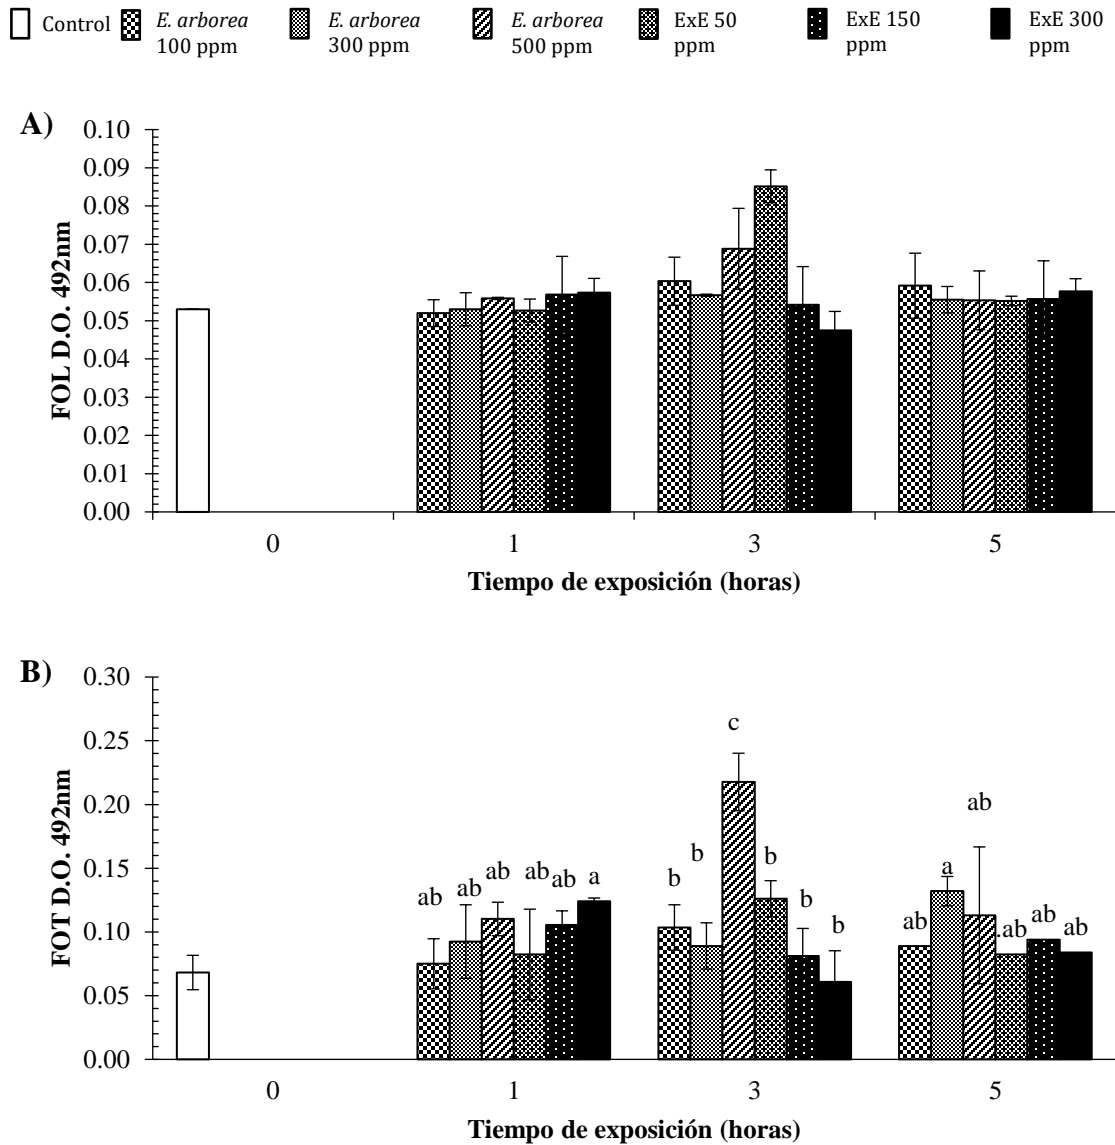 Control E. arborea E. arborea E. arborea ExE 50 ExE 150 ExE 300
100 ppm 300 ppm 500 ppm ppm ppm ppm
A)
0.10
0.09
0.08
0.07
0.06
0.05
0.04
0.03
0.02
0.01
0.00
FOL D.O. 492nm
0 1 3 5
Tiempo de exposición (horas)
B)
0.30
0.25
0.20
0.15
0.10
0.05
0.00
FOT D.O. 492nm
ab ab ab ab ab a
b b c b b b
ab a ab .ab ab ab
0 1 3 5
Tiempo de exposición (horas)